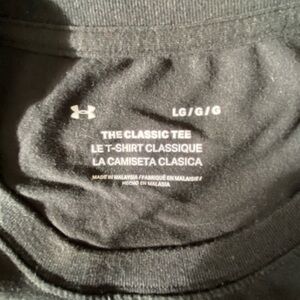 LG/G/G
THE CLASSIC TEE
LE T-SHIRT CLASSIQUE
LA CAMISETA CLASICA
MADE IN MALAYSIA / FABRIQUÉ EN MALAISIE /
HECHO EN MALASIA